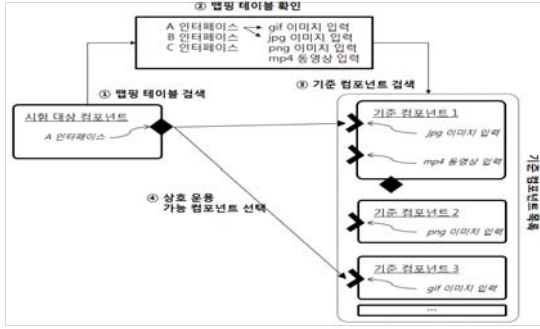 ② 맵핑 테이블 확인
A 인터페이스
B 인터페이스
C 인터페이스
gif 이미지 입력
jpg 이미지 입력
png 이미지 입력
mp4 동영상 입력
① 맵핑 테이블 검색
③ 기준 컴포넌트 검색
시험 대상 컴포넌트
A 인터페이스
기준 컴포넌트 1
jpg 이미지 입력
mp4 동영상 입력
④ 상호 운용
가능 컴포넌트 선택
기준 컴포넌트 2
png 이미지 입력
기준 컴포넌트 3
gif 이미지 입력
...
기준 컴포넌트 목록